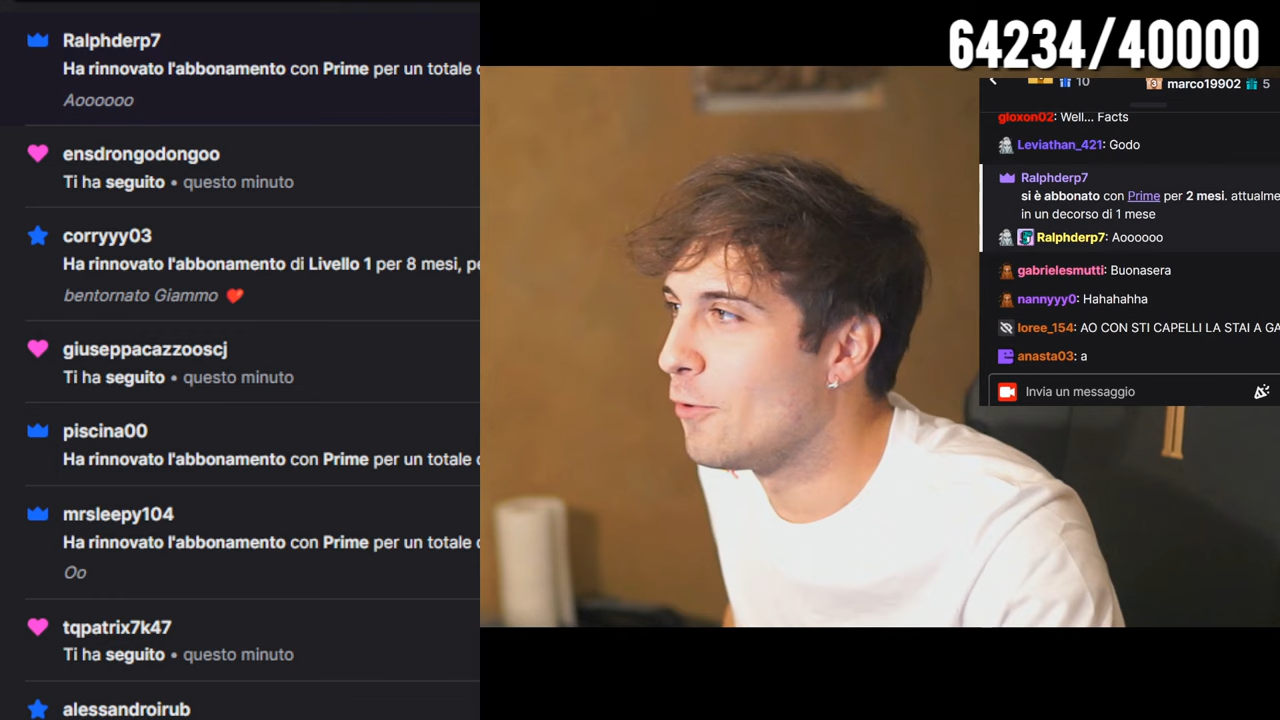 Ralphderp7
Ha rinnovato l'abbonamento con Prime per un totale
Aoooooo
ensdrongodongoo
Ti ha seguito • questo minuto
corryyy03
Ha rinnovato l'abbonamento di Livello 1 per 8 mesi,
bentornato Giammo ❤️
giuseppacazzooscj
Ti ha seguito • questo minuto
piscina00
Ha rinnovato l'abbonamento con Prime per un totale
mrsleepy104
Ha rinnovato l'abbonamento con Prime per un totale
Oo
tqpatrix7k47
Ti ha seguito • questo minuto
alessandroirub
64234/40000
10
3 marco19902 5
gloxon02: Well... Facts
Leviathan_421: Godo
Ralphderp7
si è abbonato con Prime per 2 mesi. attualme
in un decorso di 1 mese
Ralphderp7: Aoooooo
gabrielesmutti: Buonasera
nannyyy0: Hahahahha
loree_154: AO CON STI CAPELLI LA STAI A GA
anasta03: a
Invia un messaggio